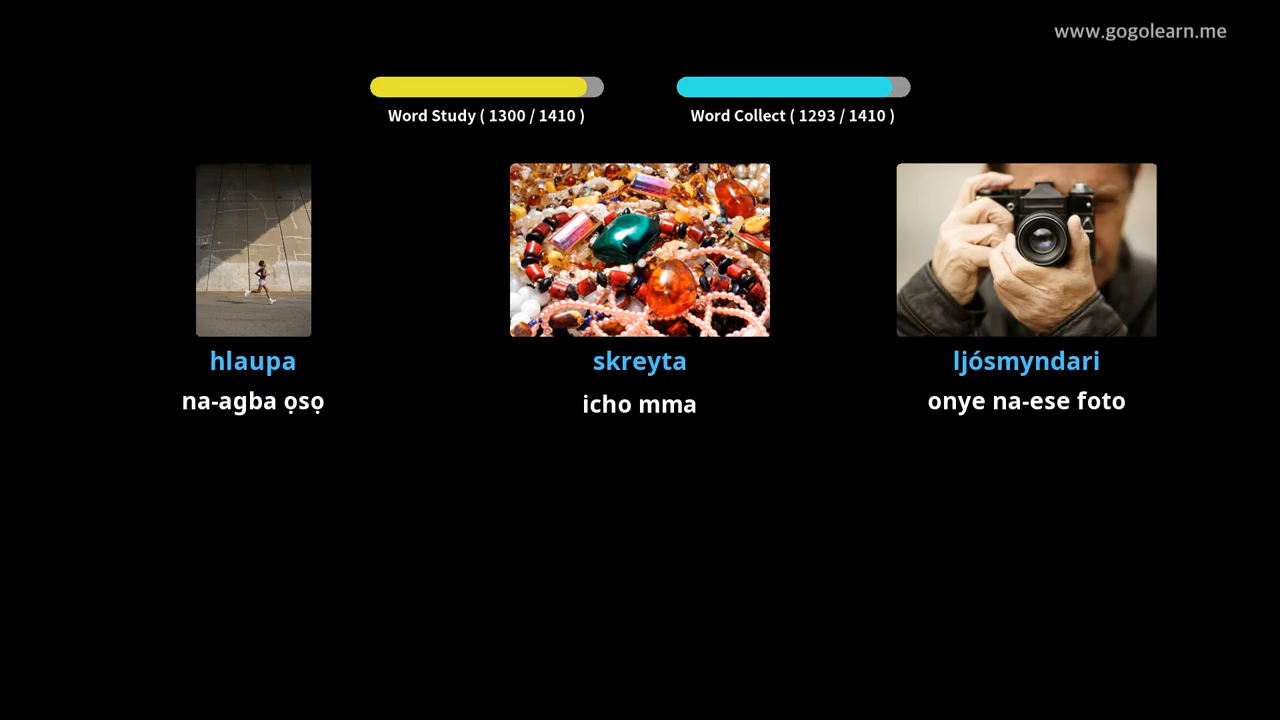 www.gogolearn.me
Word Study ( 1300 / 1410 )
Word Collect ( 1293 / 1410 )
hlaupa
na-agba ọsọ
skreyta
icho mma
ljósmyndari
onye na-ese foto